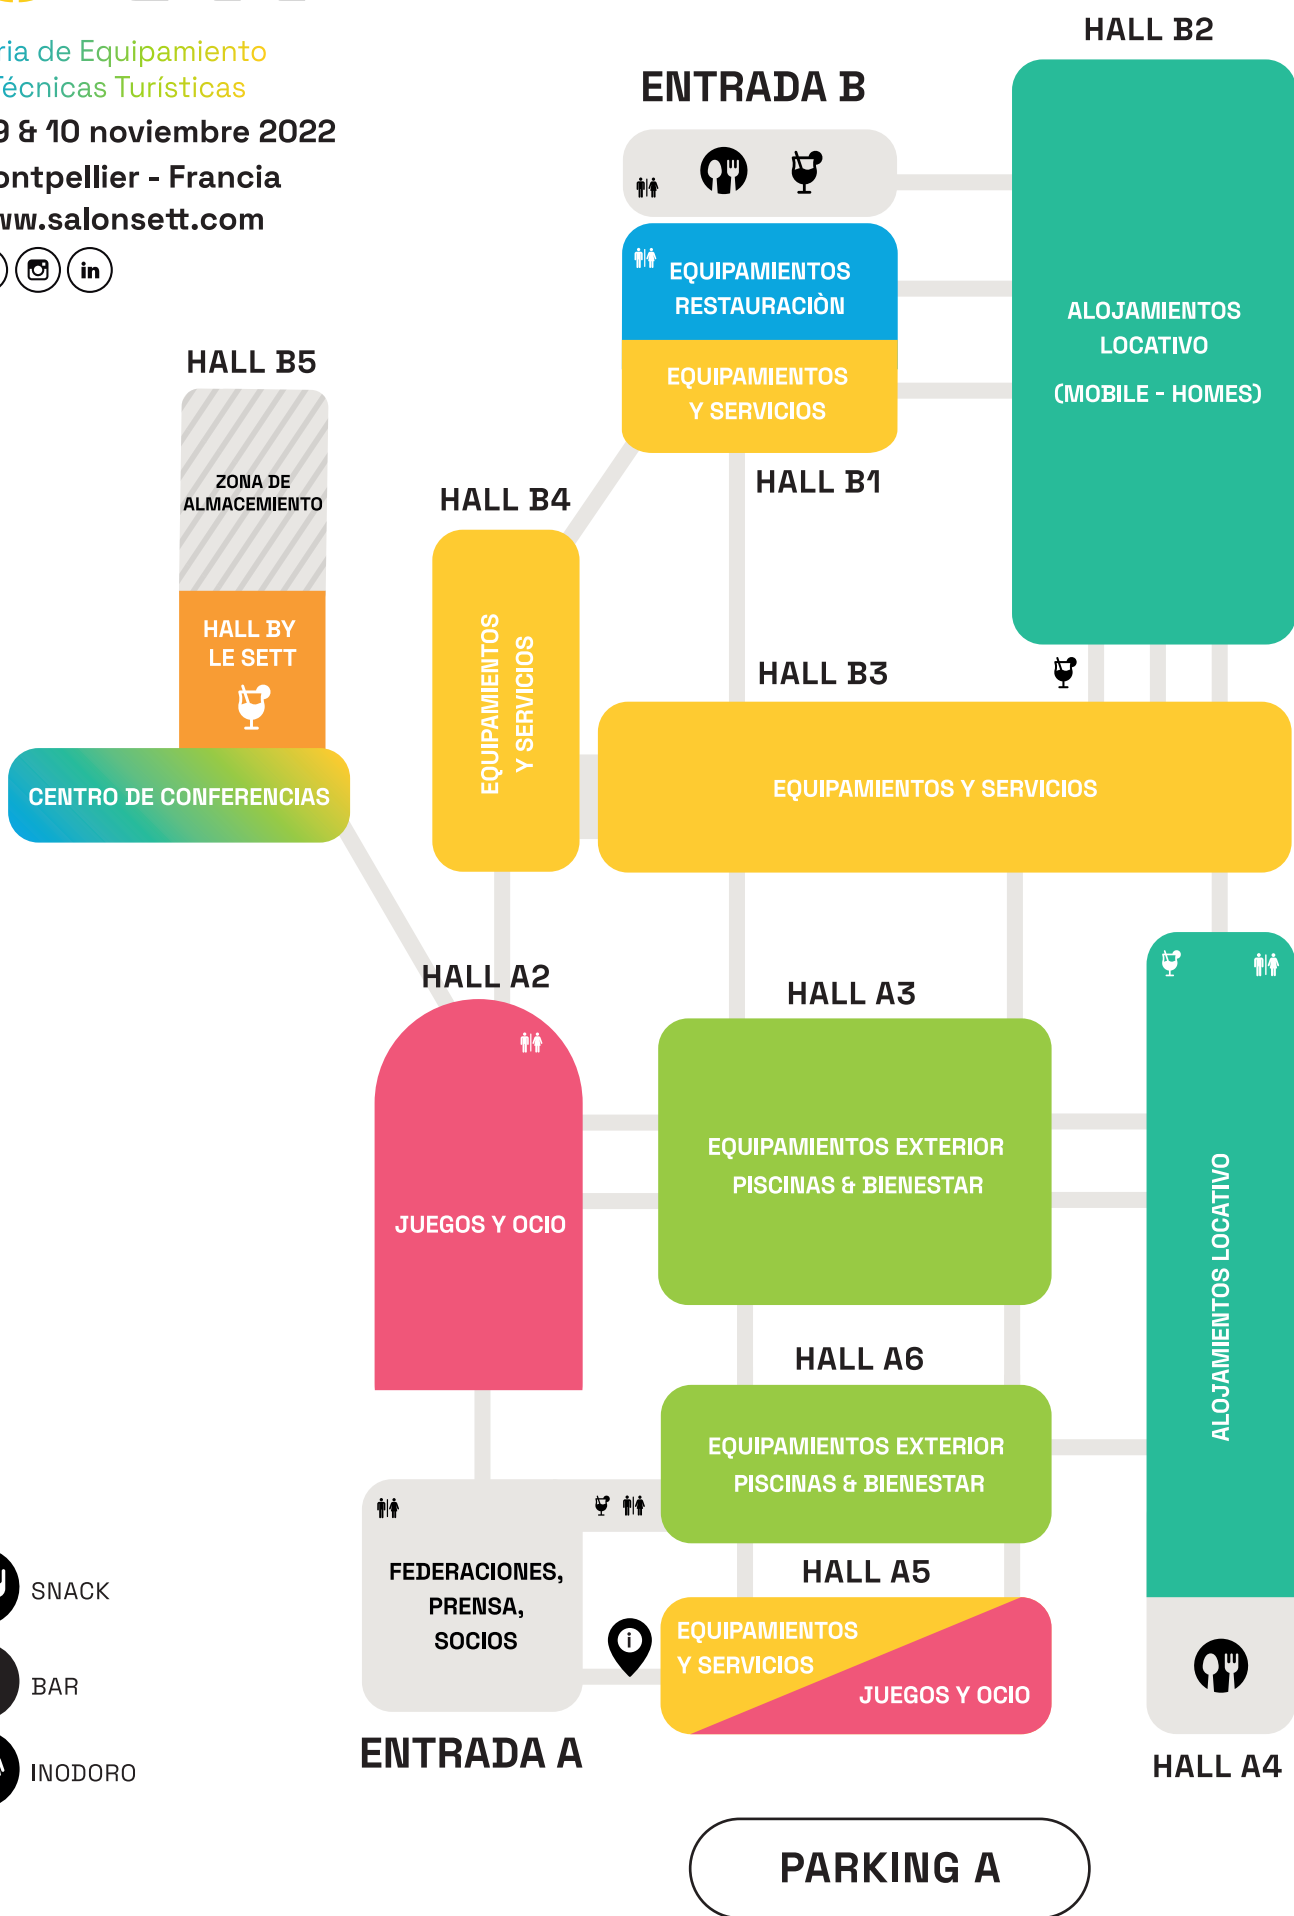 ria de Equipamiento
Técnicas Turísticas
9 & 10 noviembre 2022
ontpellier - Francia
ww.salonsett.com
in
HALL B2
ENTRADA B
EQUIPAMIENTOS
RESTAURACIÒN
EQUIPAMIENTOS
Y SERVICIOS
ALOJAMIENTOS
LOCATIVO
(MOBILE - HOMES)
HALL B5
ZONA DE
ALMACEMIENTO
HALL BY
LE SETT
CENTRO DE CONFERENCIAS
HALL B4
EQUIPAMIENTOS
Y SERVICIOS
HALL B1
HALL B3
EQUIPAMIENTOS Y SERVICIOS
HALL A2
JUEGOS Y OCIO
HALL A3
EQUIPAMIENTOS EXTERIOR
PISCINAS & BIENESTAR
ALOJAMIENTOS LOCATIVO
HALL A6
EQUIPAMIENTOS EXTERIOR
PISCINAS & BIENESTAR
FEDERACIONES,
PRENSA,
SOCIOS
i
HALL A5
EQUIPAMIENTOS
Y SERVICIOS
JUEGOS Y OCIO
ENTRADA A
HALL A4
SNACK
BAR
INODORO
PARKING A